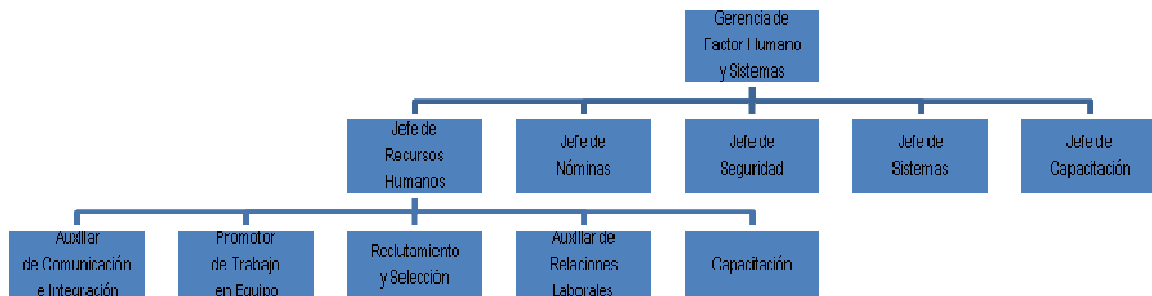 Gerencia de
Factor Humano
y Sistemas
Jefe de
Recursos
Humanos
Jefe de
Nóminas
Jefe de
Seguridad
Jefe de
Sistemas
Jefe de
Capacitación
Auxiliar
de Comunicación
e Integración
Promotor
de Trabajo
en Equipo
Reclutamiento
y Selección
Auxiliar de
Relaciones
Laborales
Capacitación